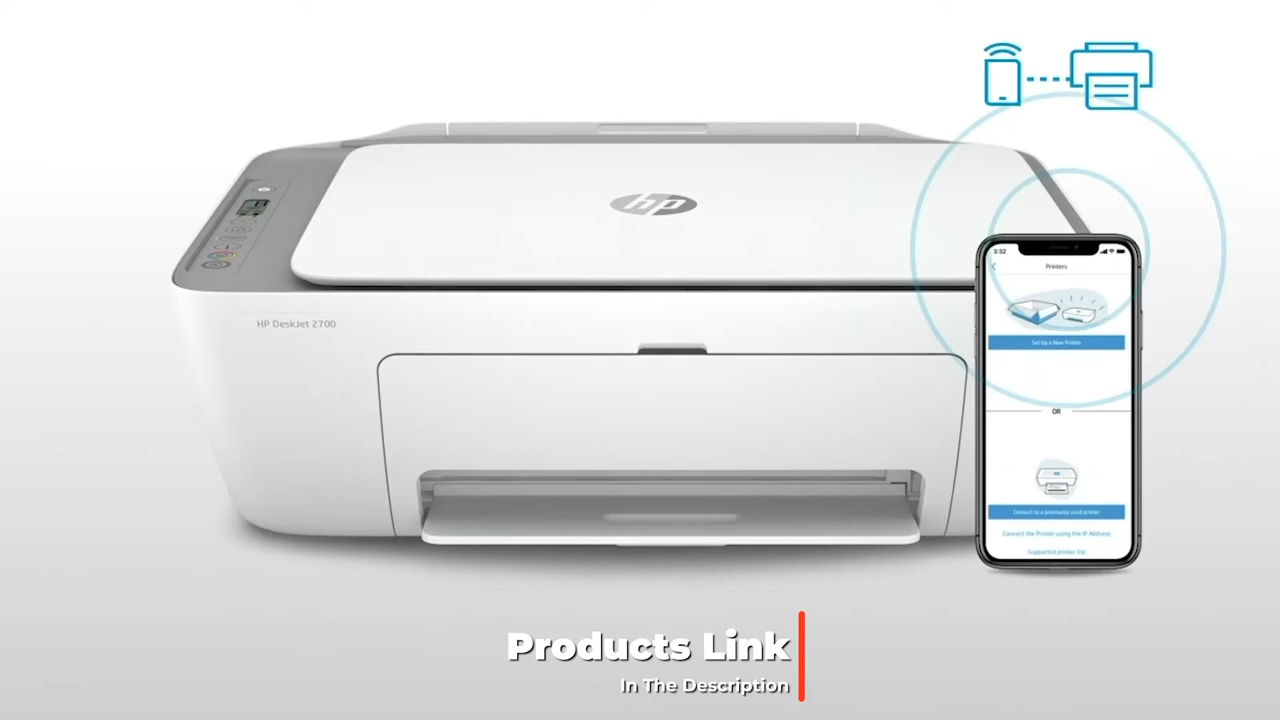 hp
HP DeskJet 2700
3:32
Printers
Set Up a New Printer
OR
Connect to a previously used printer
Connect the Printer using the IP Address
Supported printer list
Products Link
In The Description